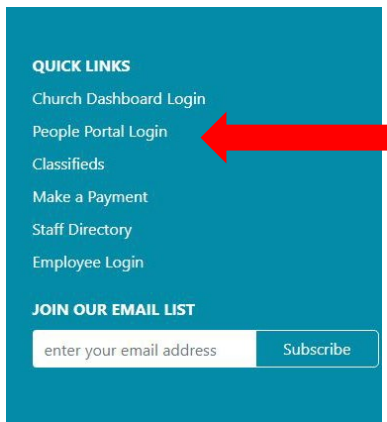 QUICK LINKS
Church Dashboard Login
People Portal Login
Classifieds
Make a Payment
Staff Directory
Employee Login
JOIN OUR EMAIL LIST
enter your email address Subscribe